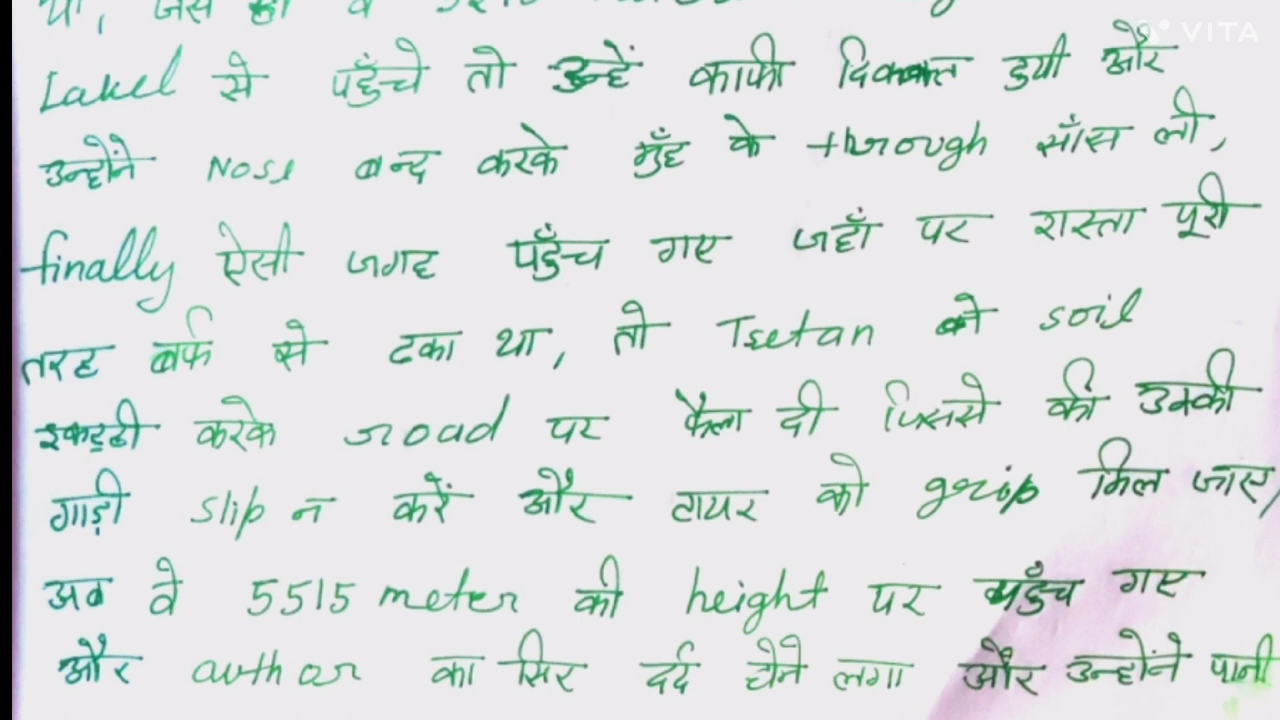 था, जैसे ही वे
VITA
Lakel से पहुँचे तो उन्हें काफी दिक्कत हुयी और
उन्होंने Nose बन्द करके मुँह के through साँस ली,
finally ऐसी जगह पहुँच गए जहाँ पर रास्ता पूरी
तरह बर्फ से ढका था, तो Tsetan ने soil
इकट्ठी करके road पर फैला दी जिससे की उनकी
गाड़ी slip न करें और टायर को grip मिल जाए,
अब वे 5515 meter की height पर पहुँच गए
और author का सिर दर्द होने लगा और उन्होंने पानी